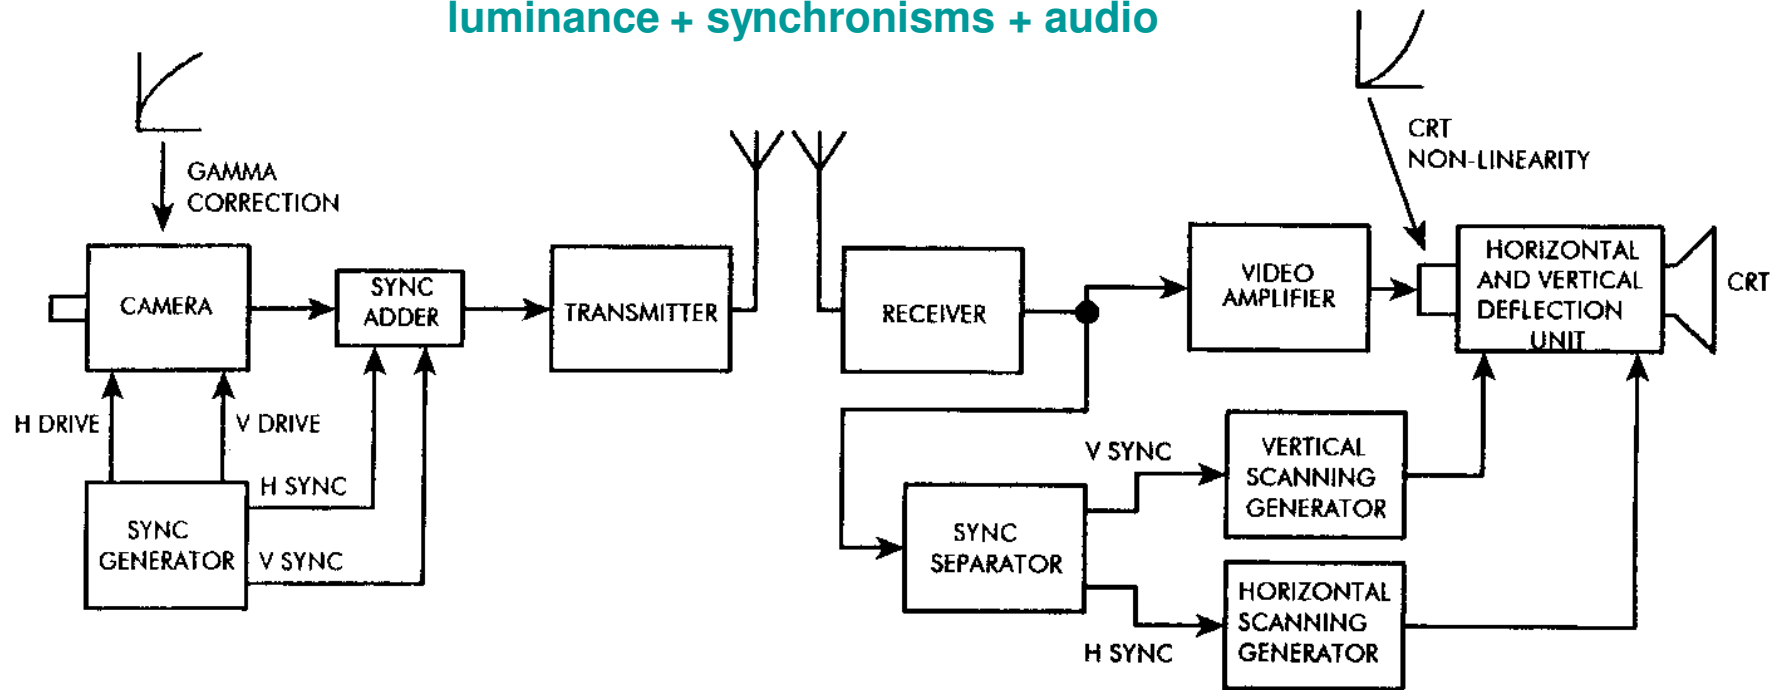 luminance + synchronisms + audio
GAMMA
CORRECTION
CRT
NON-LINEARITY
CAMERA
SYNC
ADDER
TRANSMITTER
RECEIVER
VIDEO
AMPLIFIER
HORIZONTAL
AND VERTICAL
DEFLECTION
UNIT
CRT
H DRIVE
V DRIVE
H SYNC
V SYNC
SYNC
GENERATOR
SYNC
SEPARATOR
V SYNC
H SYNC
VERTICAL
SCANNING
GENERATOR
HORIZONTAL
SCANNING
GENERATOR